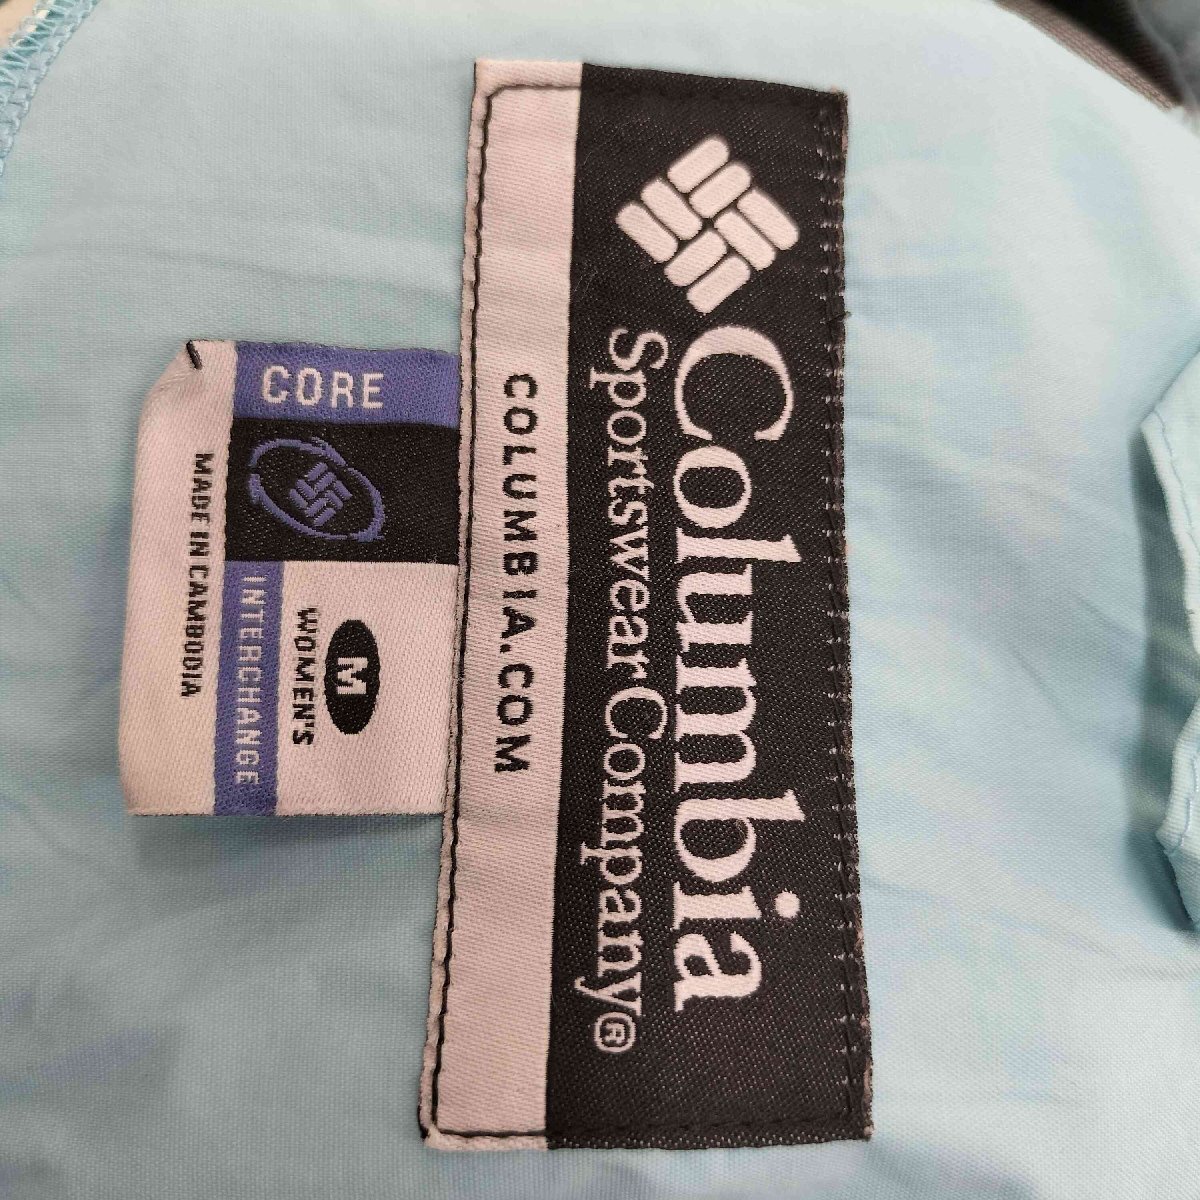 Columbia
Sportswear Company®
COLUMBIA.COM
CORE
INTERCHANGE
M
WOMEN'S
MADE IN CAMBODIA